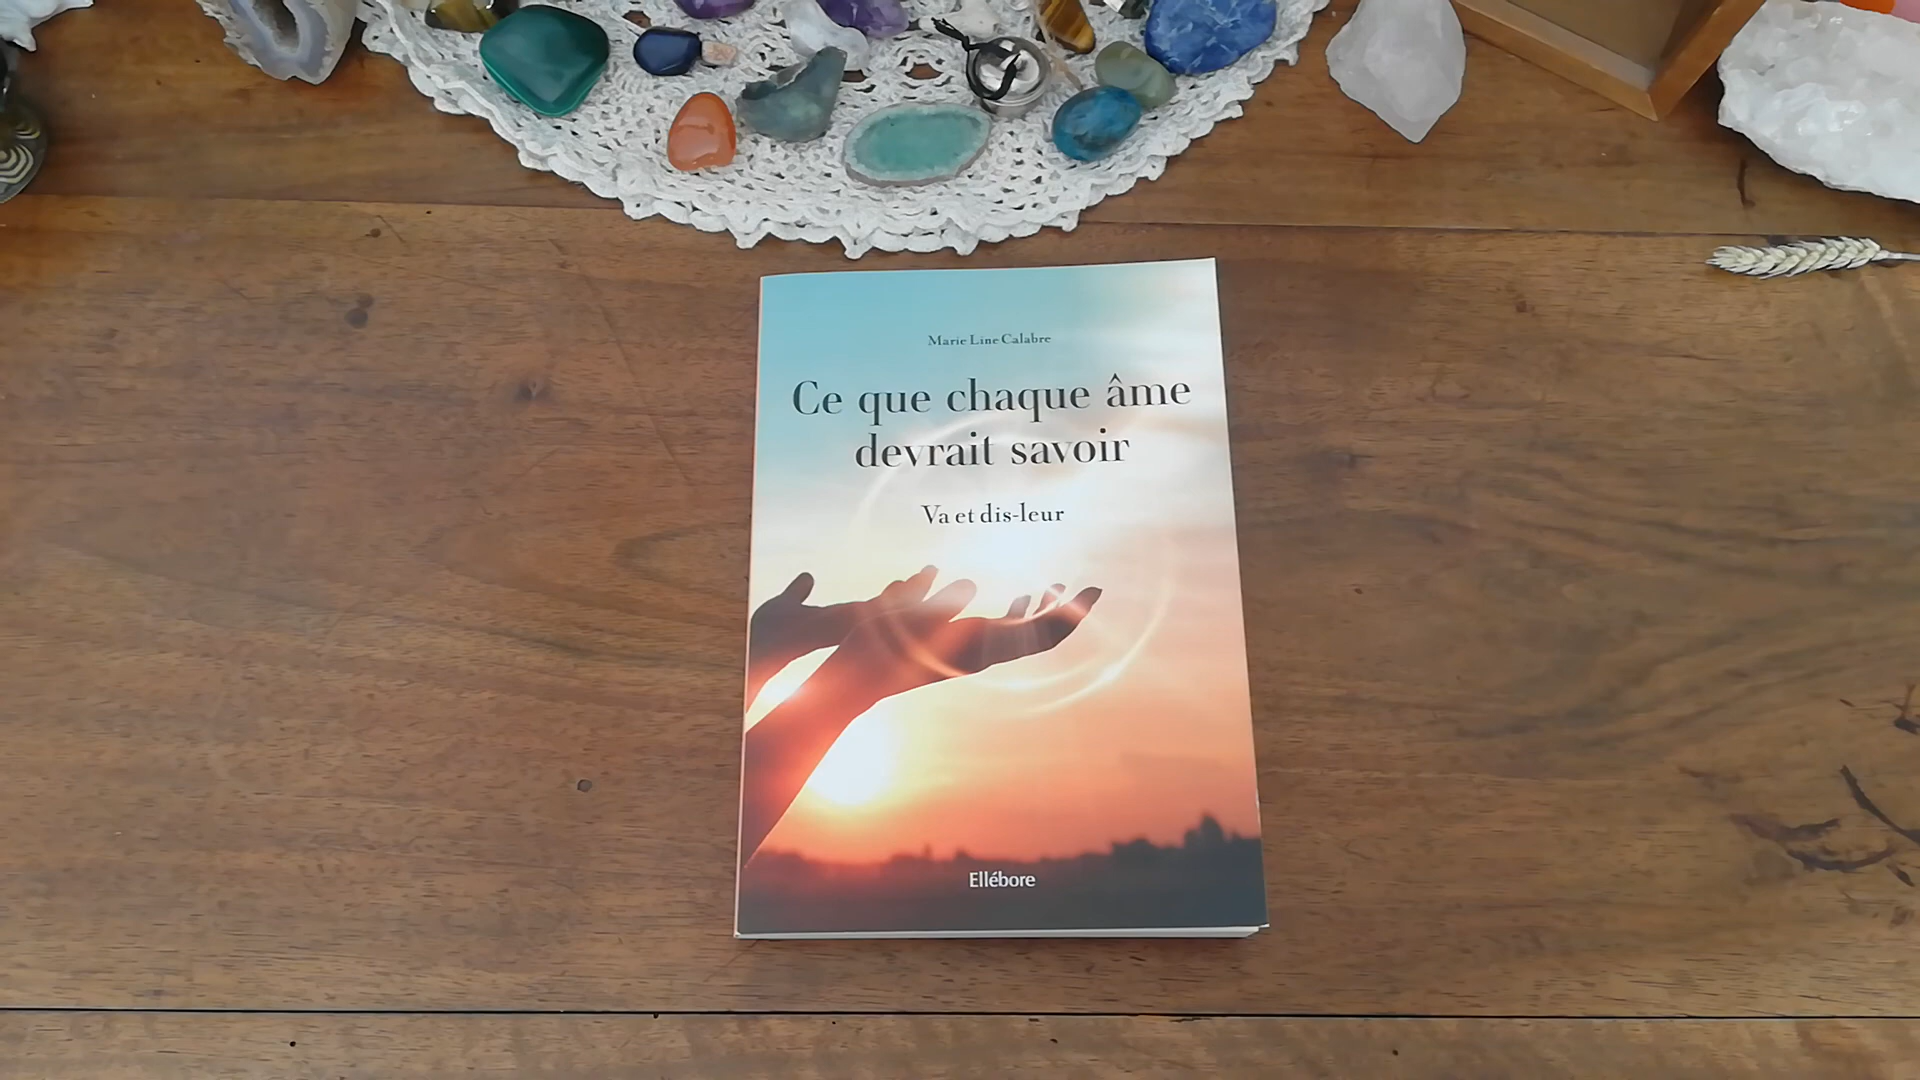 Marie Line Calabre
Ce que chaque âme
devrait savoir
Va et dis-leur
Ellébore